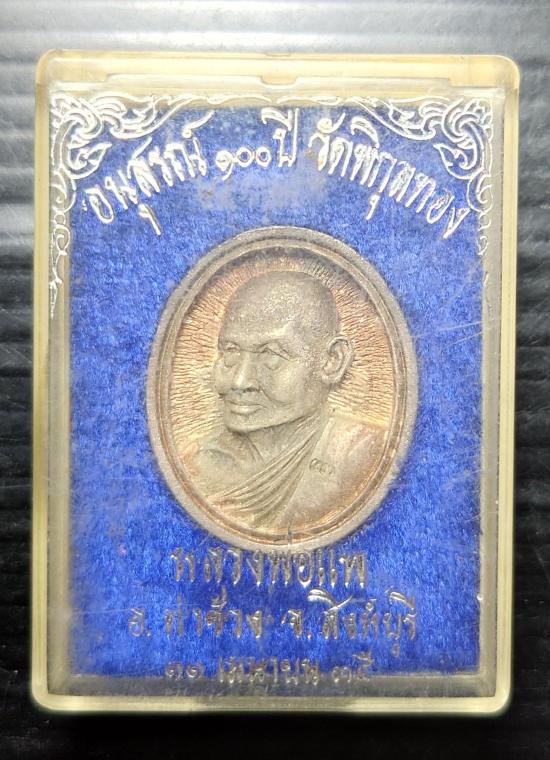 อนุสรณ์ ๑๐๐ ปี วัดพิกุลทอง
หลวงพ่อแพ
อ. ท่าช้าง จ. สิงห์บุรี
๑๑ เมษายน ๓๕